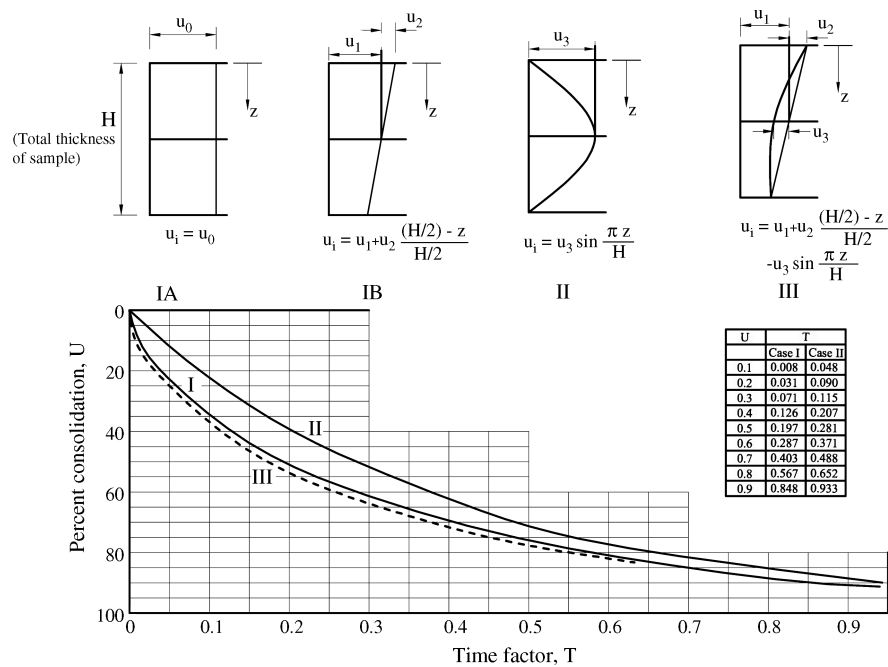 u0
u1
u2
u3
u1
u2
z
z
z
z
H
(Total thickness
of sample)
u3
ui = u0
ui = u1+u2 (H/2) - z / H/2
ui = u3 sin π z / H
ui = u1+u2 (H/2) - z / H/2
-u3 sin π z / H
IA IB II III
Percent consolidation, U
0
20
40
60
80
100
I
II
III
U T
Case I Case II
0.1 0.008 0.048
0.2 0.031 0.090
0.3 0.071 0.115
0.4 0.126 0.207
0.5 0.197 0.281
0.6 0.287 0.371
0.7 0.403 0.488
0.8 0.567 0.652
0.9 0.848 0.933
0 0.1 0.2 0.3 0.4 0.5 0.6 0.7 0.8 0.9
Time factor, T